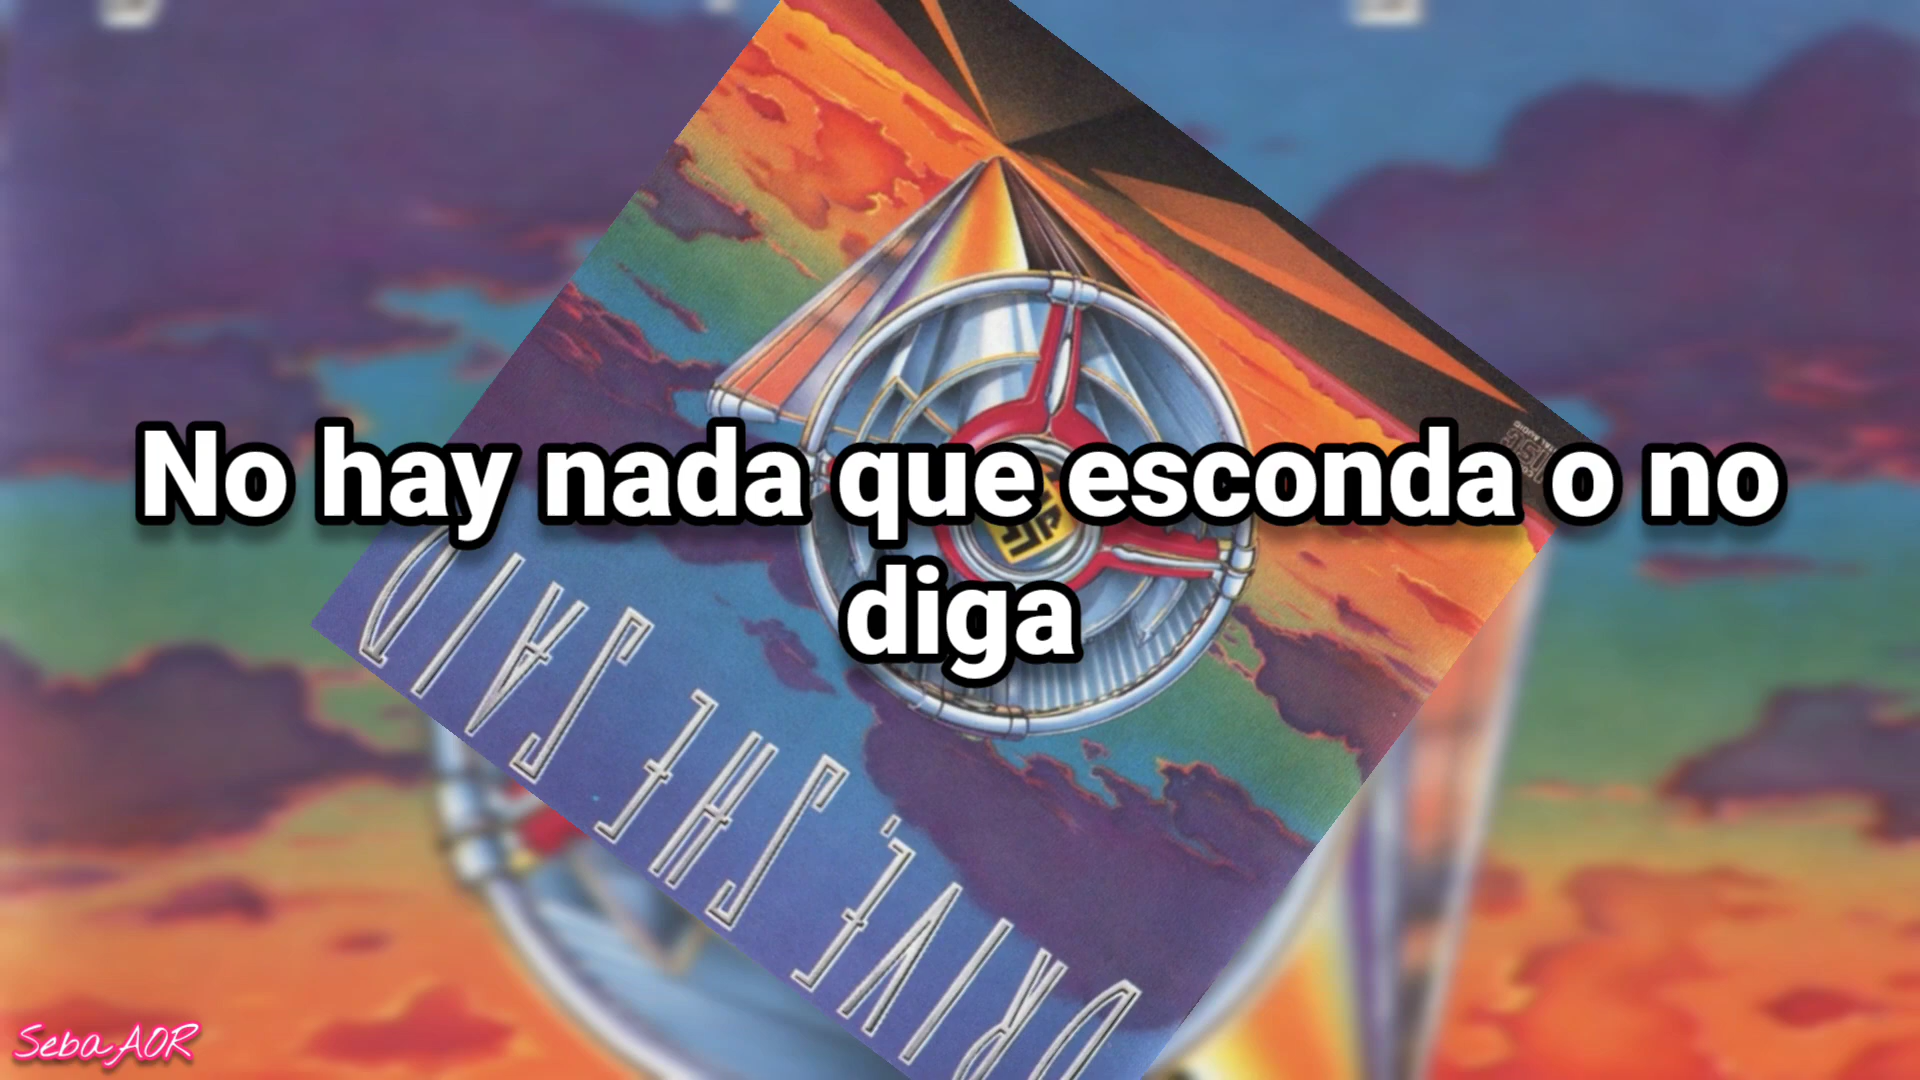 No hay nada que esconda o no
diga
DRIVE, SHE SAID
Seba AOR